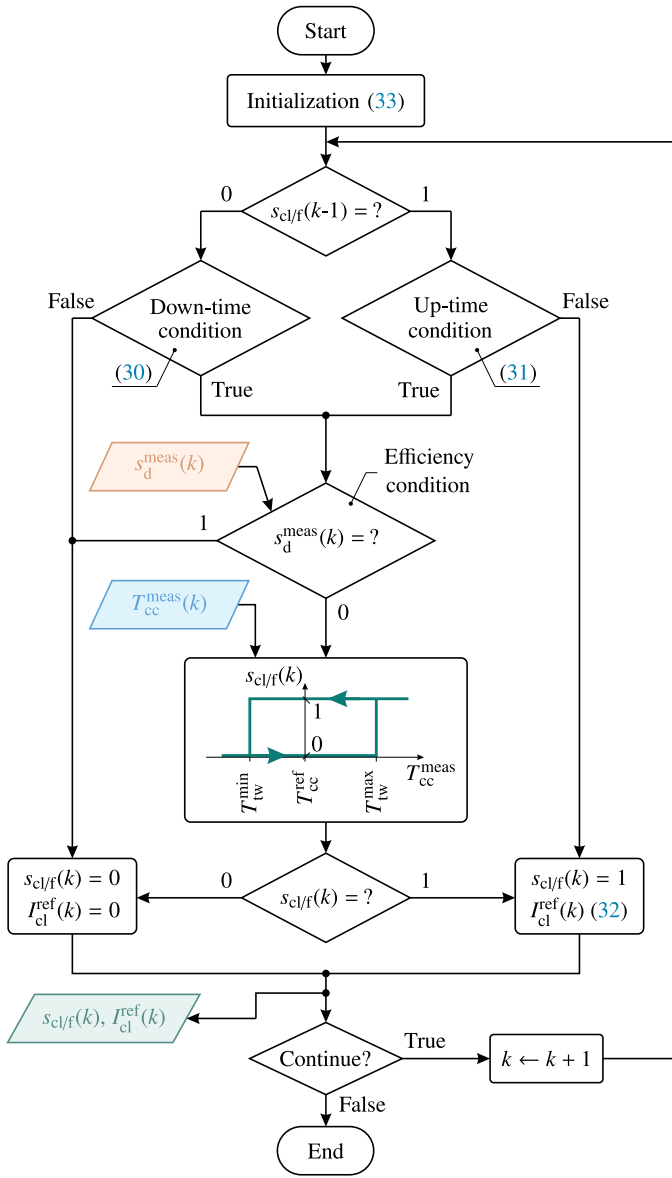 Start
Initialization (33)
0
s_cl/f(k-1) = ?
1
False
Down-time
condition
Up-time
condition
False
(30)
True
True
(31)
s_d^meas(k)
Efficiency
condition
1
s_d^meas(k) = ?
T_cc^meas(k)
0
s_cl/f(k)
1
0
T_tw^min
T_cc^ref
T_tw^max
T_cc^meas
s_cl/f(k) = 0
I_cl^ref(k) = 0
0
s_cl/f(k) = ?
1
s_cl/f(k) = 1
I_cl^ref(k) (32)
s_cl/f(k), I_cl^ref(k)
Continue?
True
k ← k + 1
False
End